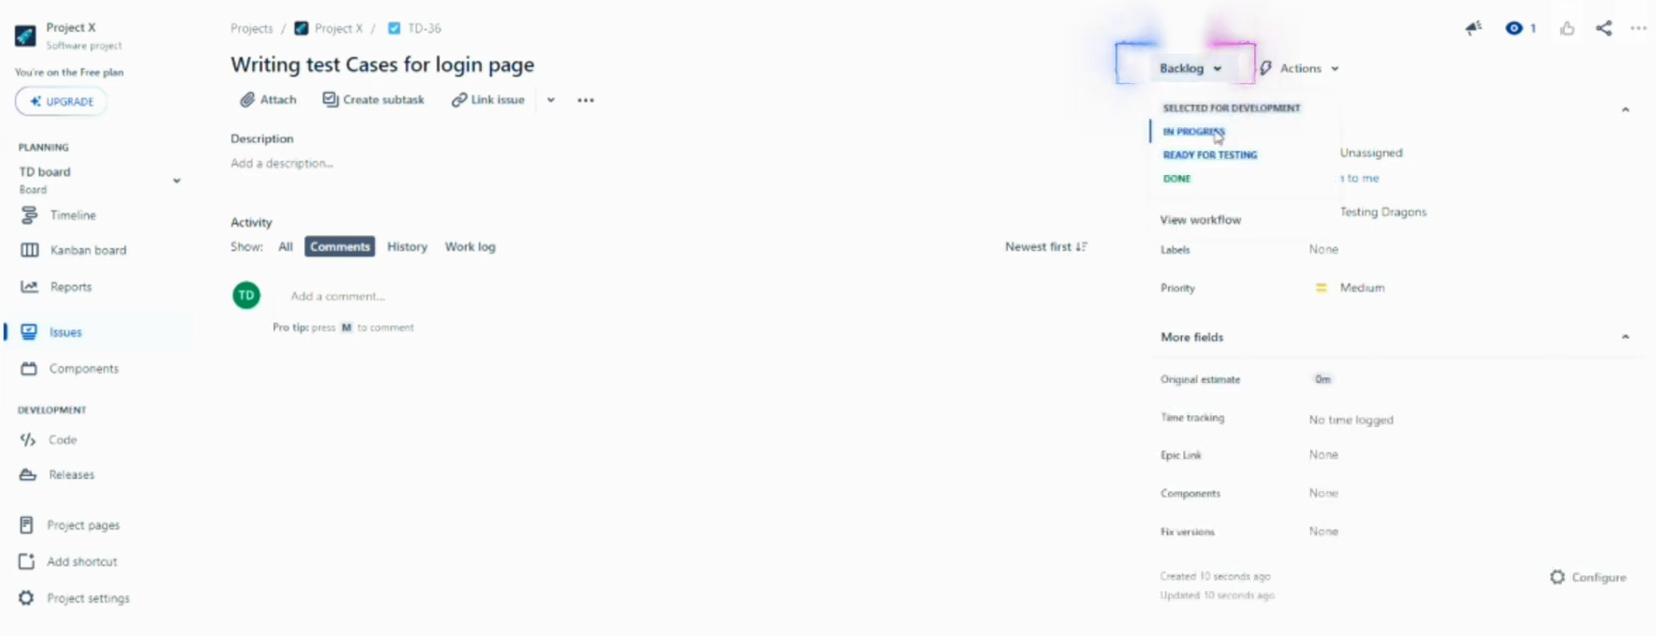 Project X
Software project
You're on the Free plan
UPGRADE
PLANNING
TD board
Board
Timeline
Kanban board
Reports
Issues
Components
DEVELOPMENT
Code
Releases
Project pages
Add shortcut
Project settings
Projects / Project X / TD-36
Writing test Cases for login page
Attach Create subtask Link issue
Description
Add a description...
Activity
Show: All Comments History Work log Newest first
TD Add a comment...
Pro tip: press M to comment
1
Backlog Actions
SELECTED FOR DEVELOPMENT
IN PROGRESS
READY FOR TESTING
DONE
View workflow
Unassigned
to me
Testing Dragons
Labels None
Priority Medium
More fields
Original estimate 0m
Time tracking No time logged
Epic Link None
Components None
Fix versions None
Created 10 seconds ago
Updated 10 seconds ago
Configure